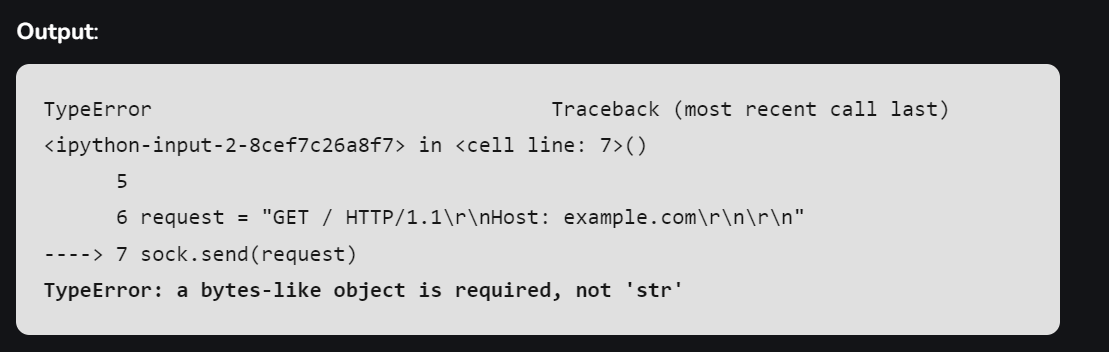 Output:
TypeError Traceback (most recent call last)
<ipython-input-2-8cef7c26a8f7> in <cell line: 7>()
5
6 request = "GET / HTTP/1.1\r\nHost: example.com\r\n\r\n"
----> 7 sock.send(request)
TypeError: a bytes-like object is required, not 'str'